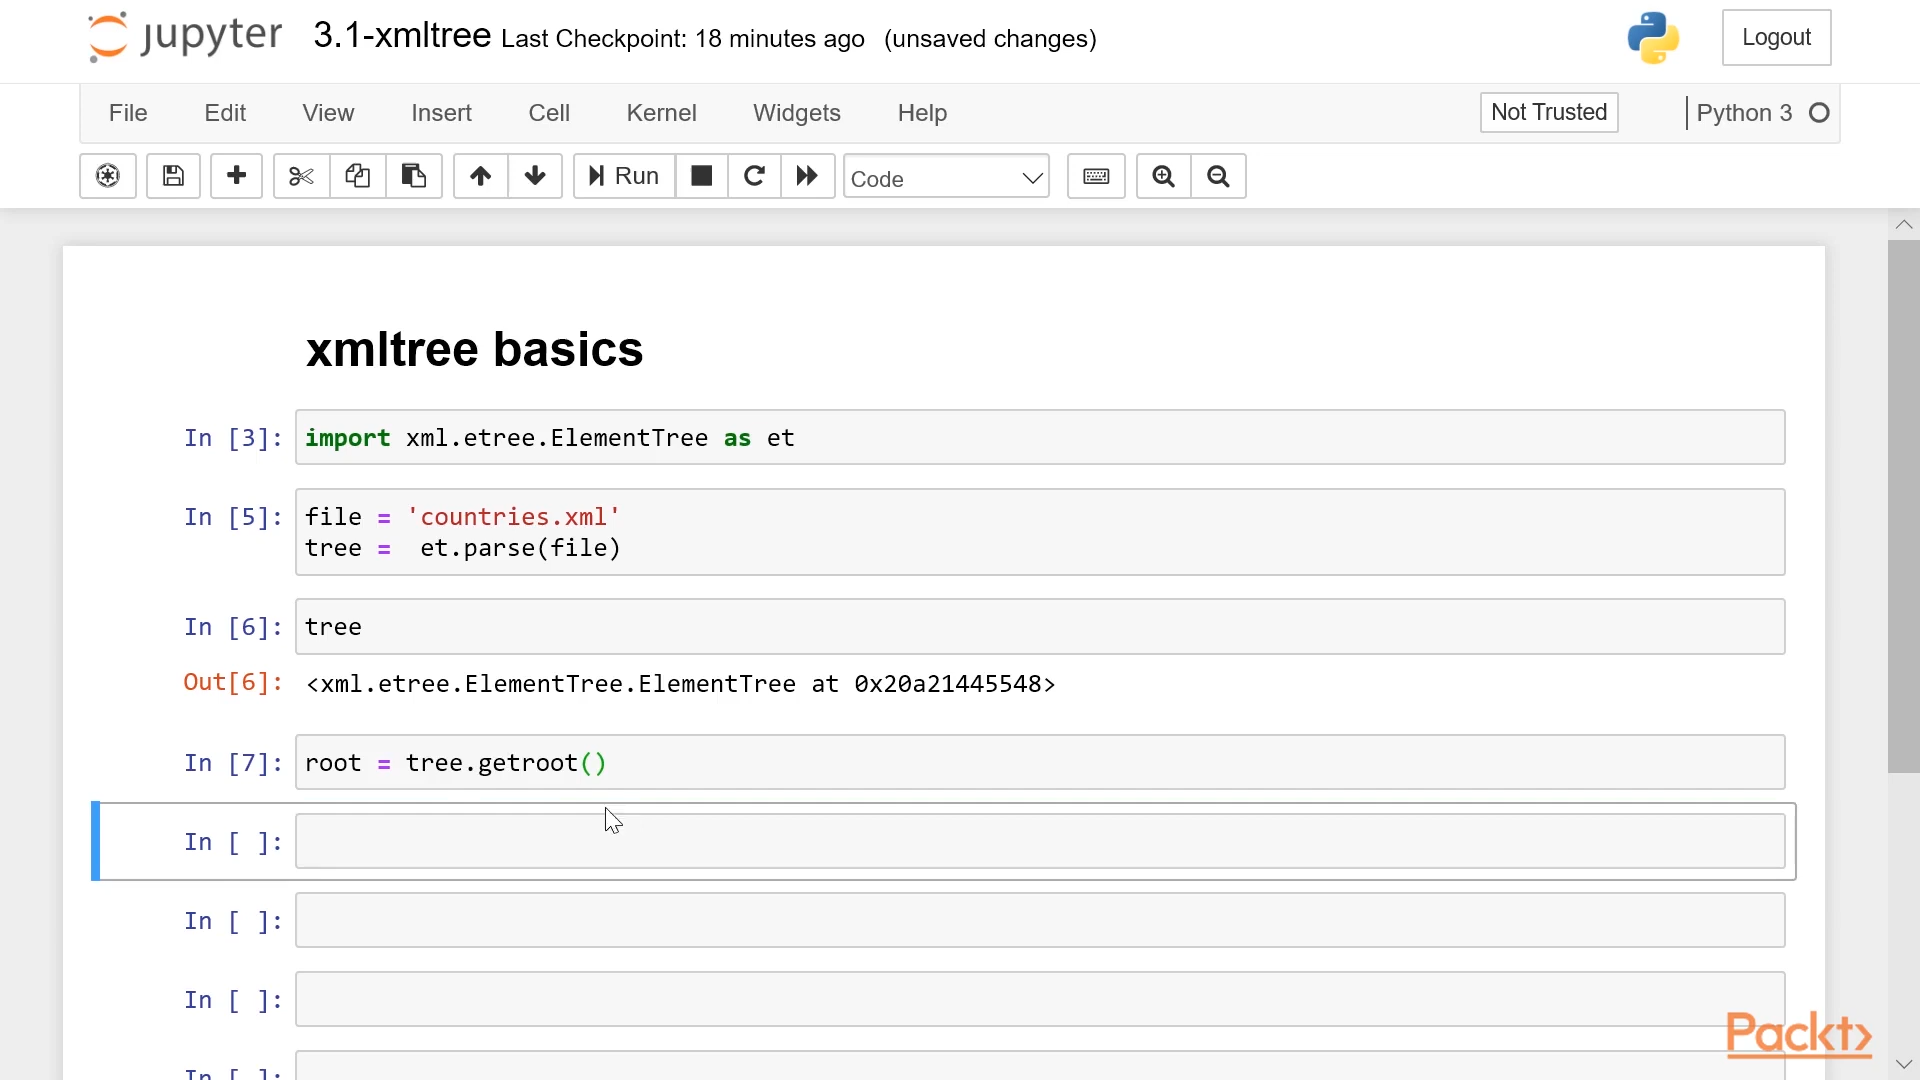 jupyter 3.1-xmltree Last Checkpoint: 18 minutes ago (unsaved changes) Logout
File Edit View Insert Cell Kernel Widgets Help Not Trusted Python 3
Run Code
xmltree basics
In [3]: import xml.etree.ElementTree as et
In [5]: file = 'countries.xml'
tree =  et.parse(file)
In [6]: tree
Out[6]: <xml.etree.ElementTree.ElementTree at 0x20a21445548>
In [7]: root = tree.getroot()
In [ ]:
In [ ]:
In [ ]:
Packt>
In [ ]: